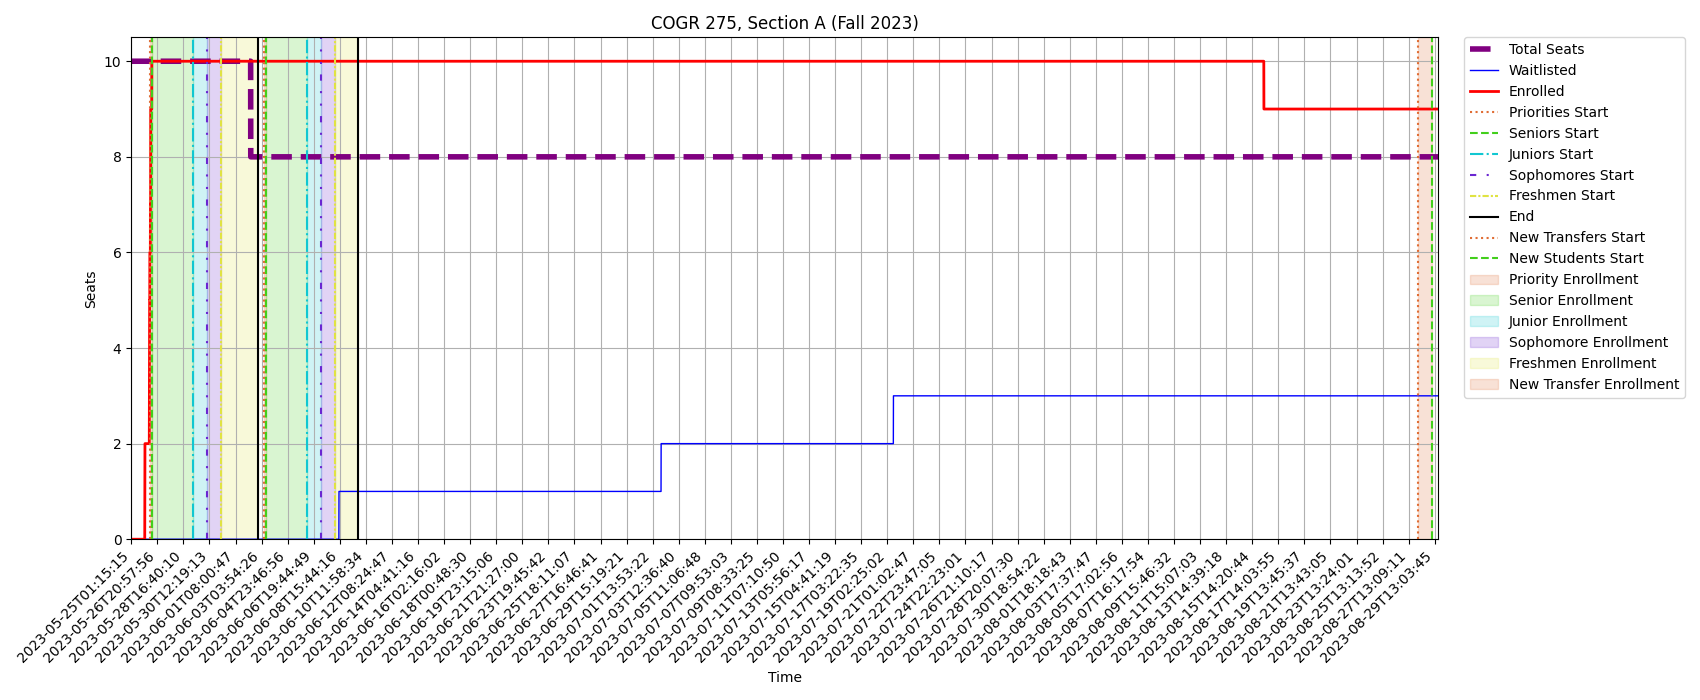 COGR 275, Section A (Fall 2023)
10
8
6
4
2
0
Seats
2023-05-25T01:15:15
2023-05-26T20:57:56
2023-05-28T16:40:10
2023-05-30T12:19:13
2023-06-01T08:00:47
2023-06-03T03:54:26
2023-06-04T23:46:56
2023-06-06T19:44:49
2023-06-08T15:44:16
2023-06-10T11:58:34
2023-06-12T08:24:47
2023-06-14T04:41:16
2023-06-16T02:16:02
2023-06-18T00:48:30
2023-06-19T23:15:06
2023-06-21T21:27:00
2023-06-23T19:45:42
2023-06-25T18:11:07
2023-06-27T16:46:41
2023-06-29T15:19:21
2023-07-01T13:53:22
2023-07-03T12:36:40
2023-07-05T11:06:48
2023-07-07T09:53:03
2023-07-09T08:33:25
2023-07-11T07:10:50
2023-07-13T05:56:17
2023-07-15T04:41:19
2023-07-17T03:22:35
2023-07-19T02:25:02
2023-07-21T01:02:47
2023-07-22T23:47:05
2023-07-24T22:23:01
2023-07-26T21:10:17
2023-07-28T20:07:30
2023-07-30T18:54:22
2023-08-01T18:18:43
2023-08-03T17:37:47
2023-08-05T17:02:56
2023-08-07T16:17:54
2023-08-09T15:46:32
2023-08-11T15:07:03
2023-08-13T14:39:18
2023-08-15T14:20:44
2023-08-17T14:03:55
2023-08-19T13:45:37
2023-08-21T13:43:05
2023-08-23T13:24:01
2023-08-25T13:13:52
2023-08-27T13:09:11
2023-08-29T13:03:45
Time
Total Seats
Waitlisted
Enrolled
Priorities Start
Seniors Start
Juniors Start
Sophomores Start
Freshmen Start
End
New Transfers Start
New Students Start
Priority Enrollment
Senior Enrollment
Junior Enrollment
Sophomore Enrollment
Freshmen Enrollment
New Transfer Enrollment